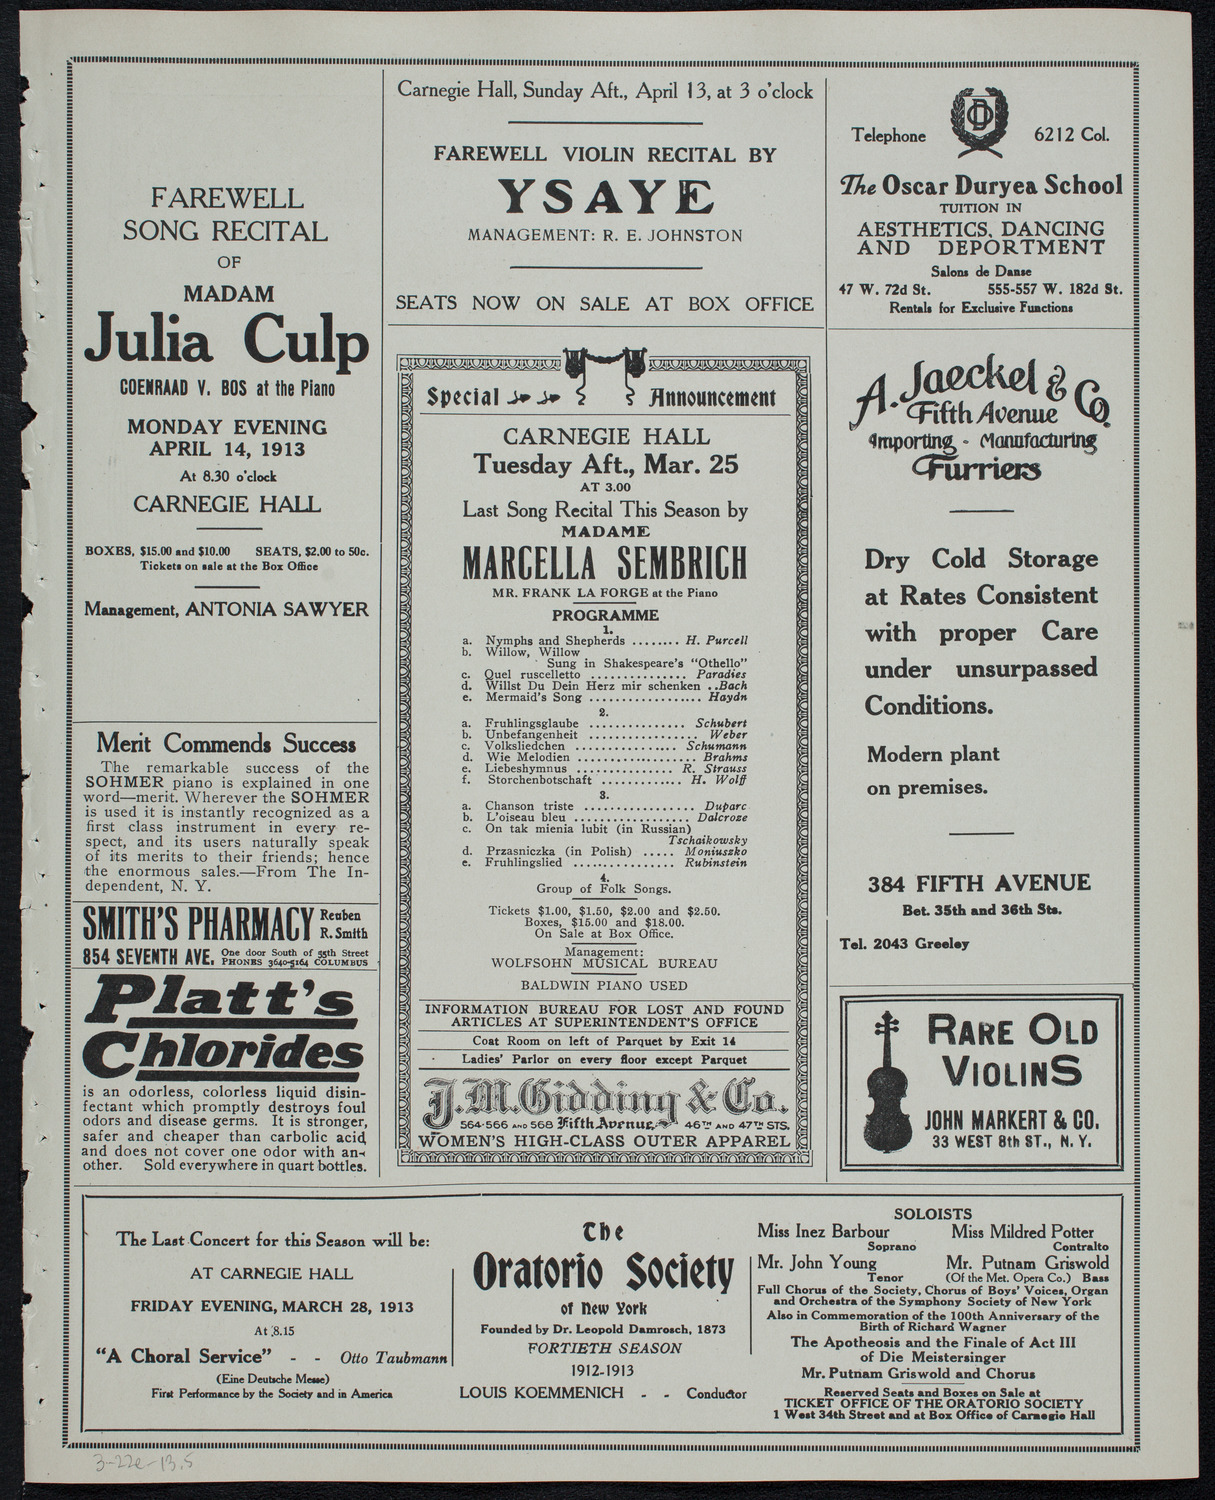 FAREWELL
SONG RECITAL
OF
MADAM
Julia Culp
COENRAAD V. BOS at the Piano
MONDAY EVENING
APRIL 14, 1913
At 8.30 o'clock
CARNEGIE HALL
BOXES, $15.00 and $10.00 SEATS, $2.00 to 50c.
Tickets on sale at the Box Office
Management, ANTONIA SAWYER
Merit Commends Success
The remarkable success of the
SOHMER piano is explained in one
word—merit. Wherever the SOHMER
is used it is instantly recognized as a
first class instrument in every re-
spect, and its users naturally speak
of its merits to their friends; hence
the enormous sales.—From The In-
dependent, N. Y.
SMITH'S PHARMACY Reuben
R. Smith
854 SEVENTH AVE. One door South of 55th Street
PHONES 3640-5164 COLUMBUS
Platt's
Chlorides
is an odorless, colorless liquid disin-
fectant which promptly destroys foul
odors and disease germs. It is stronger,
safer and cheaper than carbolic acid
and does not cover one odor with an-
other. Sold everywhere in quart bottles.
Carnegie Hall, Sunday Aft., April 13, at 3 o'clock
FAREWELL VIOLIN RECITAL BY
YSAYE
MANAGEMENT: R. E. JOHNSTON
SEATS NOW ON SALE AT BOX OFFICE
Special Announcement
CARNEGIE HALL
Tuesday Aft., Mar. 25
AT 3.00
Last Song Recital This Season by
MADAME
MARCELLA SEMBRICH
MR. FRANK LA FORGE at the Piano
PROGRAMME
1.
a. Nymphs and Shepherds ........ H. Purcell
b. Willow, Willow
Sung in Shakespeare's "Othello"
c. Quel ruscelletto .............. Paradies
d. Willst Du Dein Herz mir schenken ..Bach
e. Mermaid's Song ................. Haydn
2.
a. Fruhlingsglaube ............... Schubert
b. Unbefangenheit ................. Weber
c. Volksliedchen ................ Schumann
d. Wie Melodien .................. Brahms
e. Liebeshymnus ............... R. Strauss
f. Storchenbotschaft ............. H. Wolff
3.
a. Chanson triste ................. Duparc
b. L'oiseau bleu .................. Dalcroze
c. On tak mienia lubit (in Russian)
Tschaikowsky
d. Przasniczka (in Polish) ..... Moniuszko
e. Fruhlingslied ................ Rubinstein
4.
Group of Folk Songs.
Tickets $1.00, $1.50, $2.00 and $2.50.
Boxes, $15.00 and $18.00.
On Sale at Box Office.
Management:
WOLFSOHN MUSICAL BUREAU
BALDWIN PIANO USED
INFORMATION BUREAU FOR LOST AND FOUND
ARTICLES AT SUPERINTENDENT'S OFFICE
Coat Room on left of Parquet by Exit 14
Ladies' Parlor on every floor except Parquet
J.M. Gidding & Co.
564-566 AND 568 Fifth Avenue 46TH AND 47TH STS.
WOMEN'S HIGH-CLASS OUTER APPAREL
OD
Telephone 6212 Col.
The Oscar Duryea School
TUITION IN
AESTHETICS, DANCING
AND DEPORTMENT
Salons de Danse
47 W. 72d St. 555-557 W. 182d St.
Rentals for Exclusive Functions
A. Jaeckel & Co.
Fifth Avenue
Importing - Manufacturing
Furriers
Dry Cold Storage
at Rates Consistent
with proper Care
under unsurpassed
Conditions.
Modern plant
on premises.
384 FIFTH AVENUE
Bet. 35th and 36th Sts.
Tel. 2043 Greeley
RARE OLD
VIOLINS
JOHN MARKERT & CO.
33 WEST 8th ST., N. Y.
The Last Concert for this Season will be:
AT CARNEGIE HALL
FRIDAY EVENING, MARCH 28, 1913
At 8.15
"A Choral Service" - - Otto Taubmann
(Eine Deutsche Messe)
First Performance by the Society and in America
The
Oratorio Society
of New York
Founded by Dr. Leopold Damrosch, 1873
FORTIETH SEASON
1912-1913
LOUIS KOEMMENICH - - Conductor
SOLOISTS
Miss Inez Barbour Miss Mildred Potter
Soprano Contralto
Mr. John Young Mr. Putnam Griswold
Tenor (Of the Met. Opera Co.) Bass
Full Chorus of the Society, Chorus of Boys' Voices, Organ
and Orchestra of the Symphony Society of New York
Also in Commemoration of the 100th Anniversary of the
Birth of Richard Wagner
The Apotheosis and the Finale of Act III
of Die Meistersinger
Mr. Putnam Griswold and Chorus
Reserved Seats and Boxes on Sale at
TICKET OFFICE OF THE ORATORIO SOCIETY
1 West 34th Street and at Box Office of Carnegie Hall
3-22e-13.5